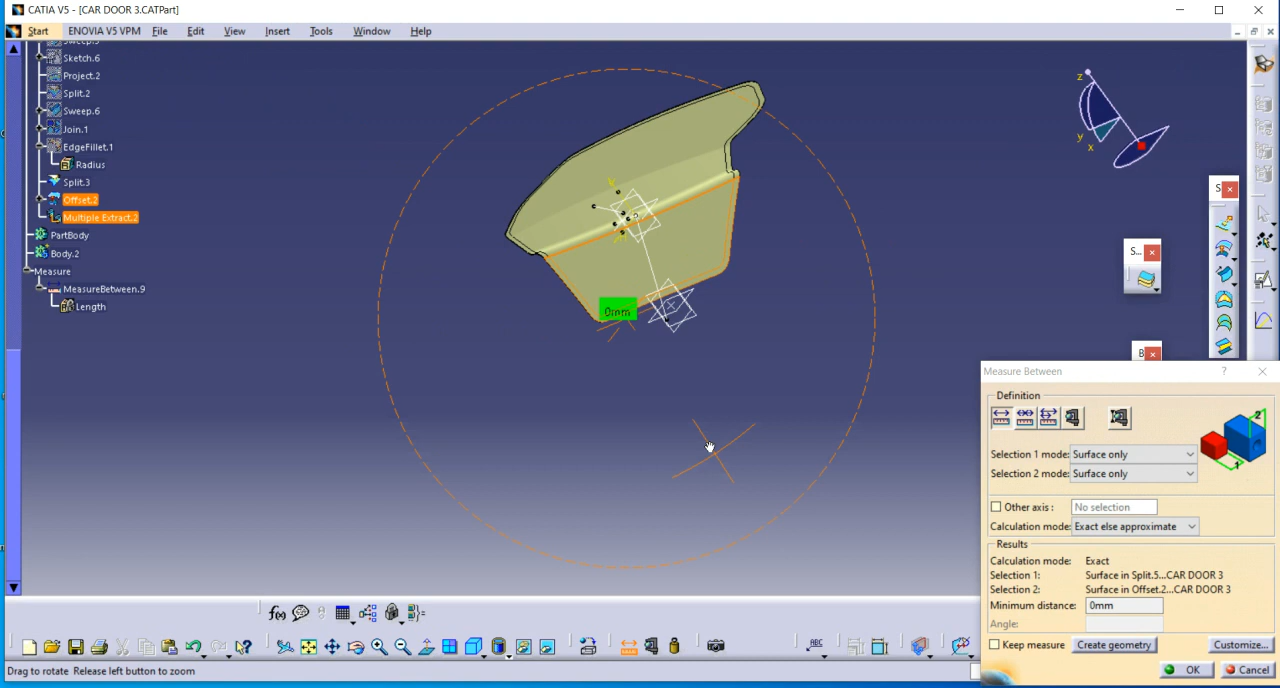 CATIA V5 - [CAR DOOR 3.CATPart]
Start ENOVIA V5 VPM File Edit View Insert Tools Window Help
Sketch.6
Project.2
Split.2
Sweep.6
Join.1
EdgeFillet.1
Radius
Split.3
Offset.2
Multiple Extract.2
PartBody
Body.2
Measure
MeasureBetween.9
Length
0mm
z
y
x
S...
B
Measure Between ?
Definition
Selection 1 mode: Surface only
Selection 2 mode: Surface only
Other axis : No selection
Calculation mode: Exact else approximate
Results
Calculation mode: Exact
Selection 1: Surface in Split.5...CAR DOOR 3
Selection 2: Surface in Offset.2...CAR DOOR 3
Minimum distance: 0mm
Angle:
Keep measure Create geometry Customize...
OK Cancel
Drag to rotate Release left button to zoom